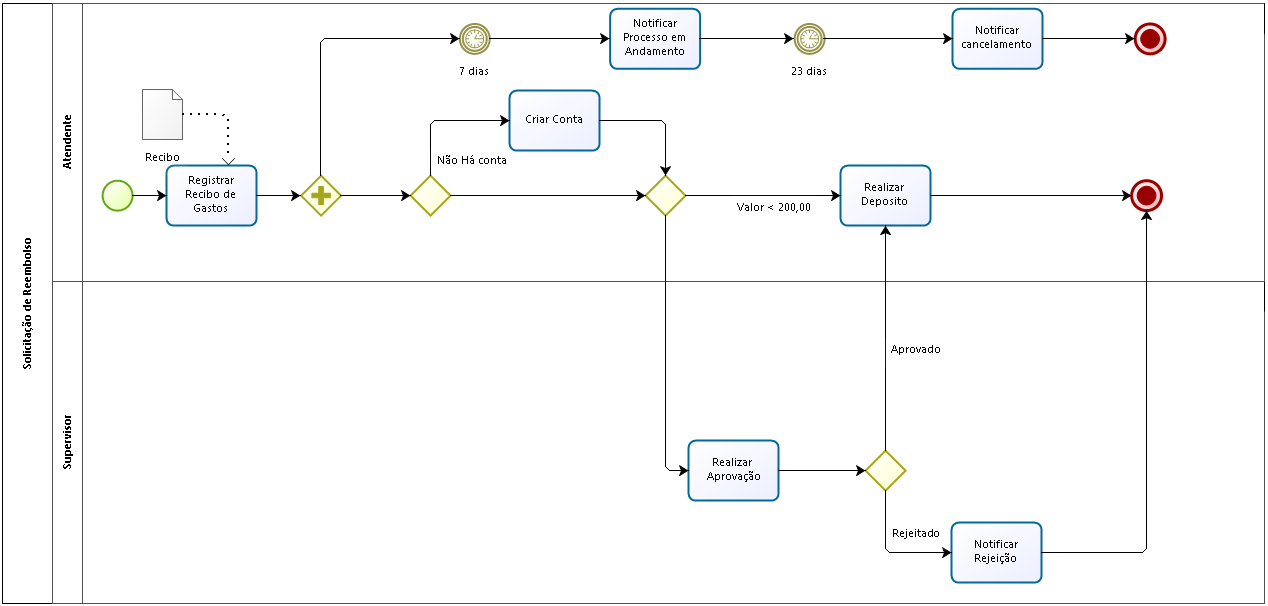 Solicitação de Reembolso
Atendente
Notificar
Processo em
Andamento
Notificar
cancelamento
7 dias
23 dias
Criar Conta
Recibo
Não Há conta
Registrar
Recibo de
Gastos
Realizar
Deposito
Valor < 200,00
Supervisor
Aprovado
Realizar
Aprovação
Rejeitado
Notificar
Rejeição